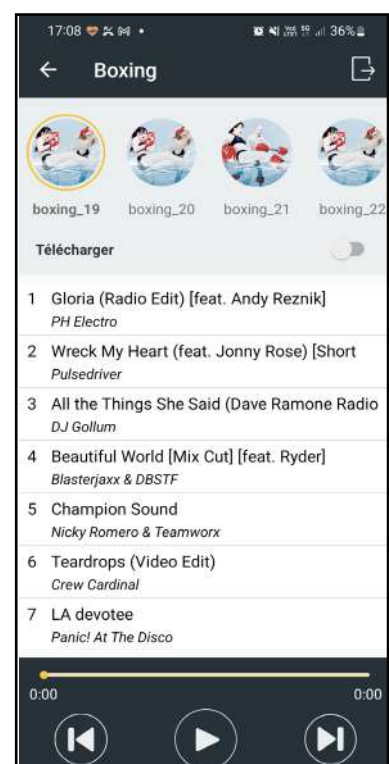 17:08 36%
Boxing
boxing_19 boxing_20 boxing_21 boxing_22
Télécharger
1 Gloria (Radio Edit) [feat. Andy Reznik]
PH Electro
2 Wreck My Heart (feat. Jonny Rose) [Short
Pulsedriver
3 All the Things She Said (Dave Ramone Radio
DJ Gollum
4 Beautiful World [Mix Cut] [feat. Ryder]
Blasterjaxx & DBSTF
5 Champion Sound
Nicky Romero & Teamworx
6 Teardrops (Video Edit)
Crew Cardinal
7 LA devotee
Panic! At The Disco
0:00 0:00